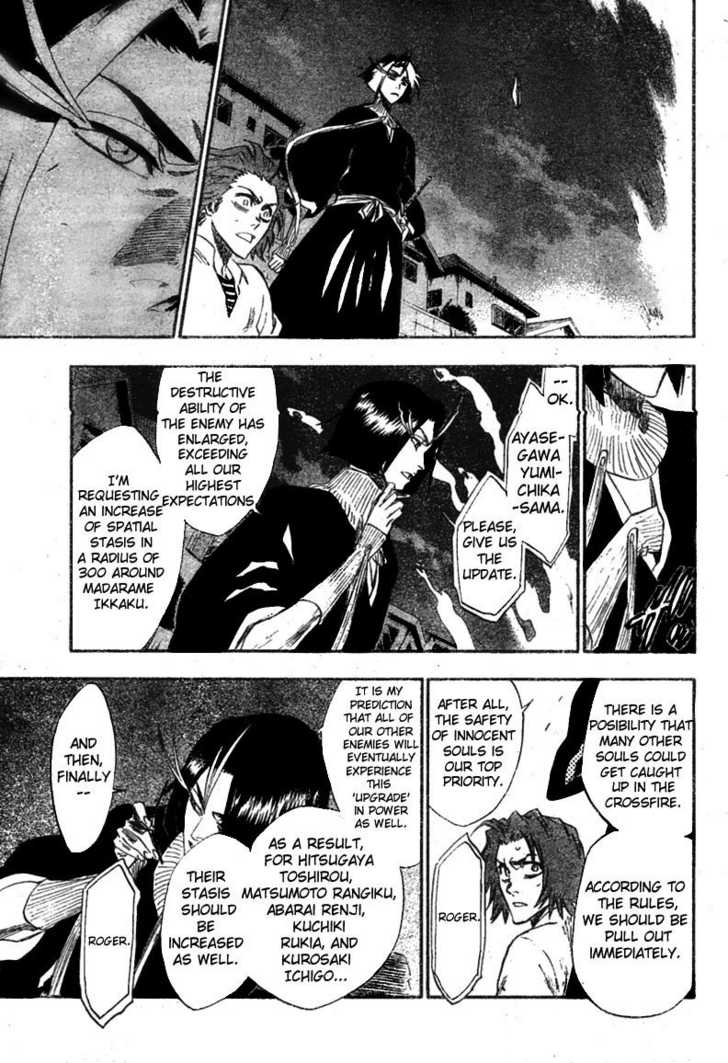 --
OK.
AYASE-
GAWA
YUMI-
CHIKA
-SAMA.
PLEASE,
GIVE US
THE
UPDATE.
THE
DESTRUCTIVE
ABILITY OF
THE ENEMY HAS
ENLARGED,
EXCEEDING
ALL OUR
HIGHEST
EXPECTATIONS.
I'M
REQUESTING
AN INCREASE
OF SPATIAL
STASIS IN
A RADIUS OF
300 AROUND
MADARAME
IKKAKU.
THERE IS A
POSIBILITY THAT
MANY OTHER
SOULS COULD
GET CAUGHT
UP IN THE
CROSSFIRE.
ACCORDING TO
THE RULES,
WE SHOULD BE
PULL OUT
IMMEDIATELY.
AFTER ALL,
THE SAFETY
OF INNOCENT
SOULS IS OUR
TOP
PRIORITY.
ROGER.
IT IS MY
PREDICTION
THAT ALL OF
OUR OTHER
ENEMIES WILL
EVENTUALLY
EXPERIENCE
THIS
'UPGRADE'
IN POWER
AS WELL.
AS A RESULT,
FOR HITSUGAYA
TOSHIROU,
MATSUMOTO RANGIKU,
ABARAI RENJI,
KUCHIKI
RUKIA, AND
KUROSAKI
ICHIGO...
THEIR
STASIS
SHOULD
BE
INCREASED
AS WELL.
ROGER.
AND
THEN,
FINALLY
--